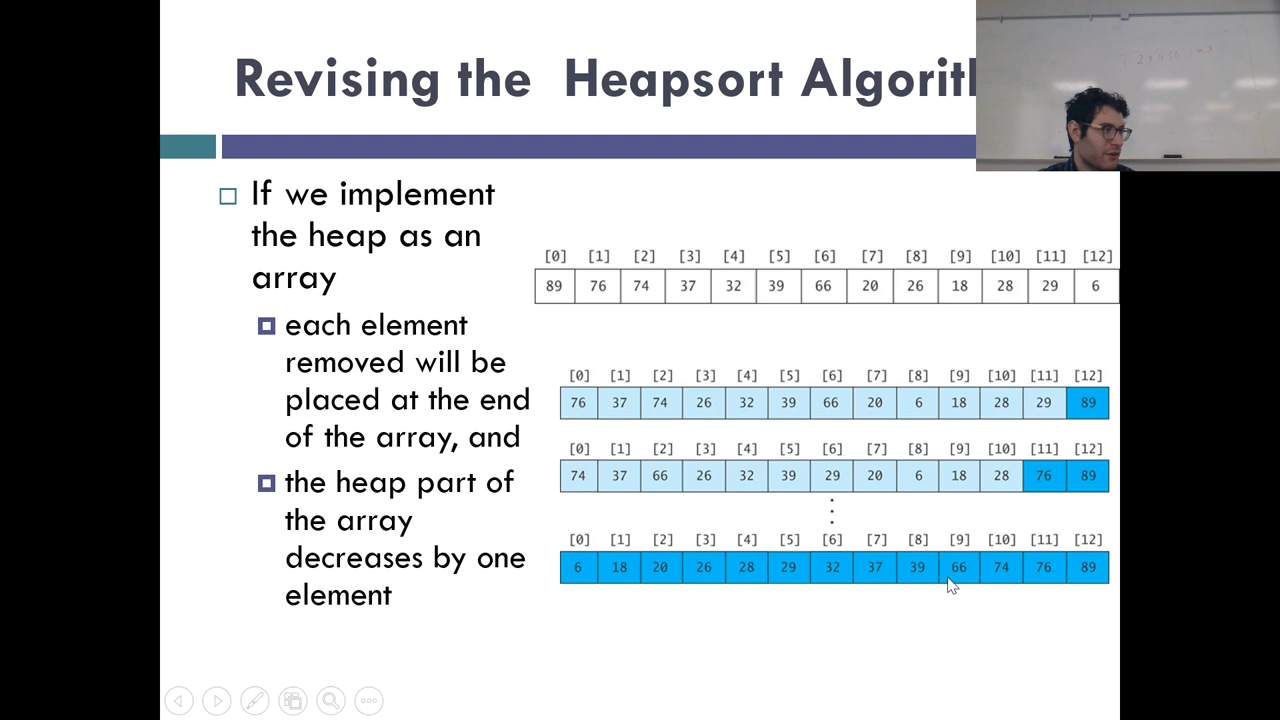 Revising the Heapsort Algorith
If we implement
the heap as an
array
each element
removed will be
placed at the end
of the array, and
the heap part of
the array
decreases by one
element
[0] [1] [2] [3] [4] [5] [6] [7] [8] [9] [10] [11] [12]
89 76 74 37 32 39 66 20 26 18 28 29 6
[0] [1] [2] [3] [4] [5] [6] [7] [8] [9] [10] [11] [12]
76 37 74 26 32 39 66 20 6 18 28 29 89
[0] [1] [2] [3] [4] [5] [6] [7] [8] [9] [10] [11] [12]
74 37 66 26 32 39 29 20 6 18 28 76 89
[0] [1] [2] [3] [4] [5] [6] [7] [8] [9] [10] [11] [12]
6 18 20 26 28 29 32 37 39 66 74 76 89